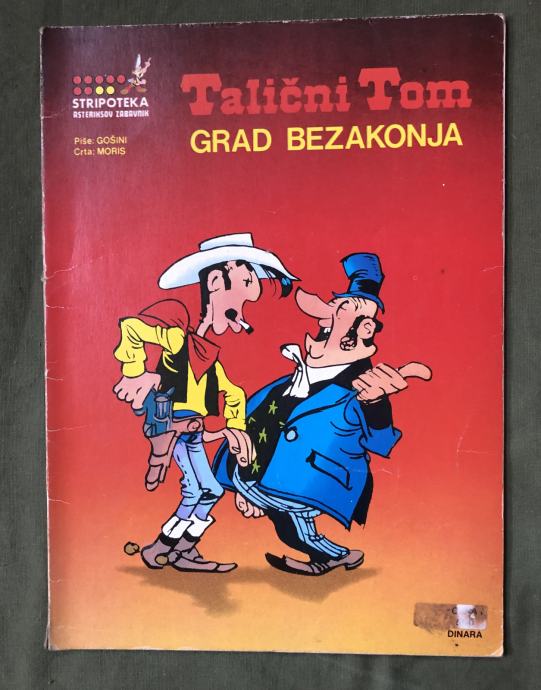 STRIPOTEKA
ASTERIKSOV ZABAVNIK
Piše: GOŠINI
Crta: MORIS
Talični Tom
GRAD BEZAKONJA
DINARA